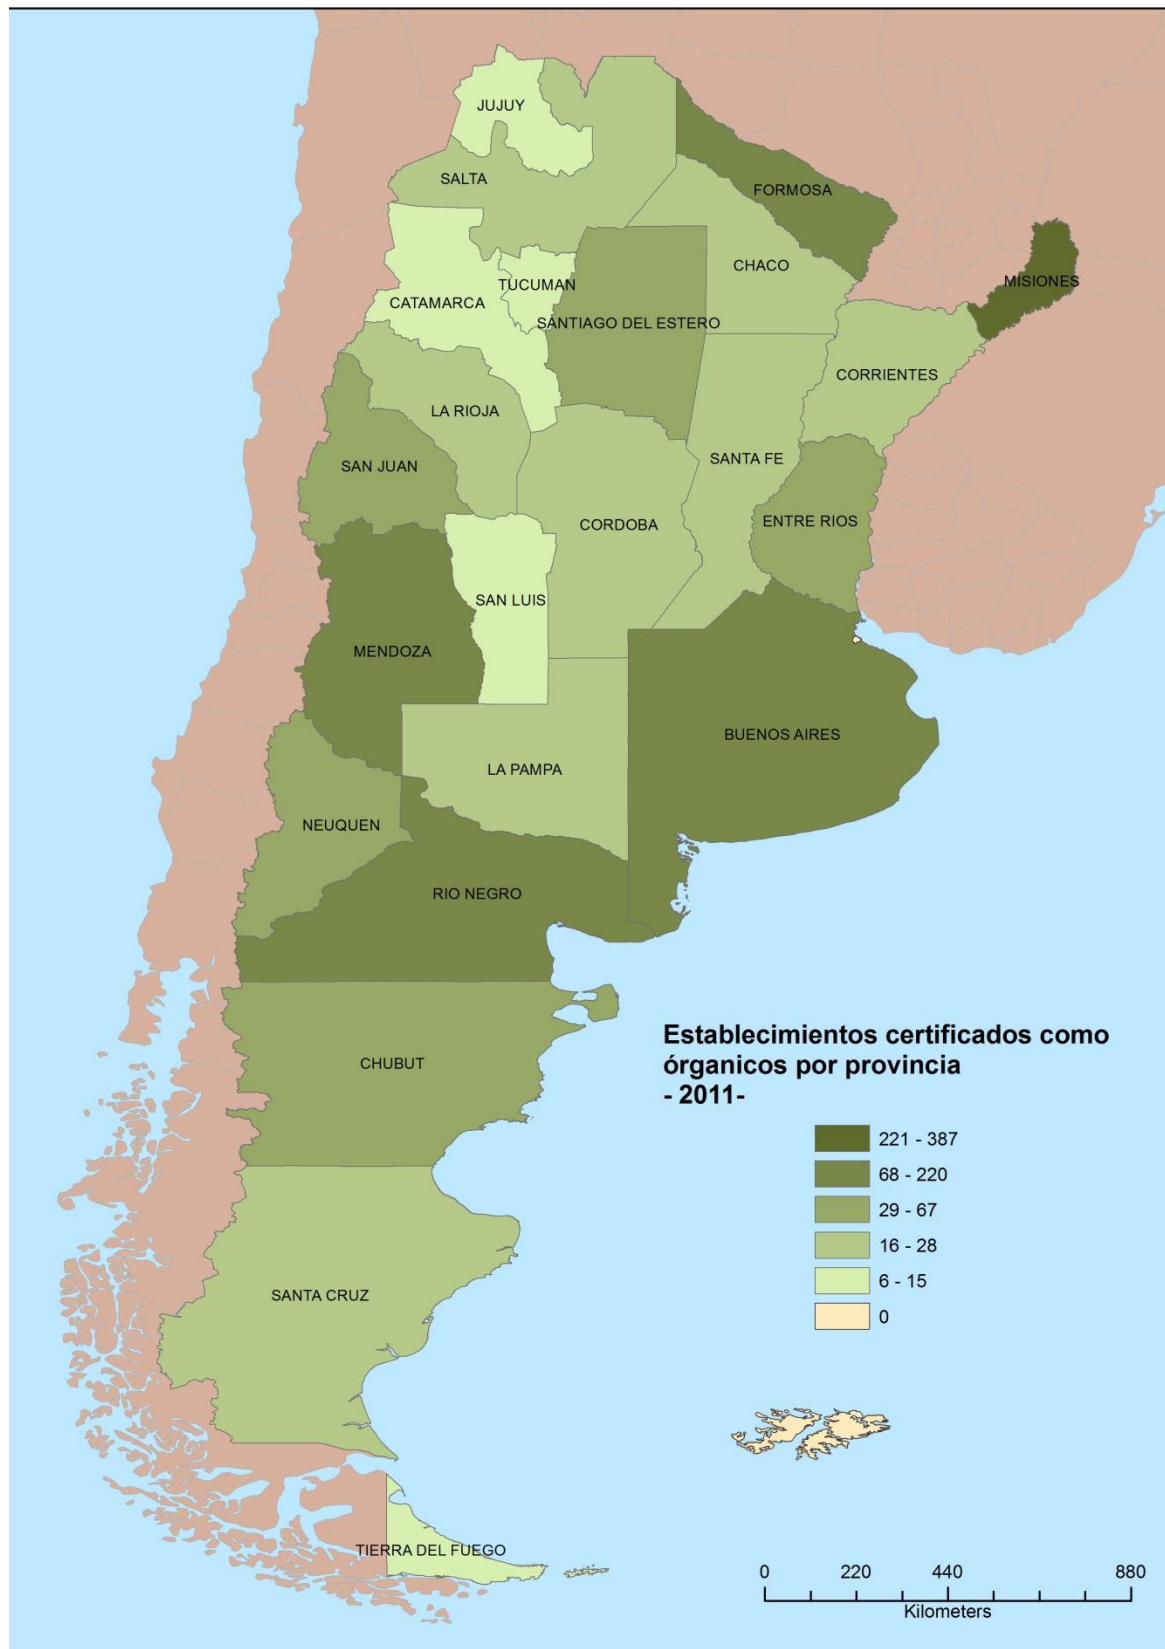 JUJUY
SALTA
FORMOSA
CHACO
MISIONES
TUCUMAN
CATAMARCA
SANTIAGO DEL ESTERO
CORRIENTES
LA RIOJA
SANTA FE
SAN JUAN
ENTRE RIOS
CORDOBA
SAN LUIS
MENDOZA
BUENOS AIRES
LA PAMPA
NEUQUEN
RIO NEGRO
CHUBUT
SANTA CRUZ
TIERRA DEL FUEGO
Establecimientos certificados como
órganicos por provincia
- 2011-
221 - 387
68 - 220
29 - 67
16 - 28
6 - 15
0
0 220 440 880
Kilometers